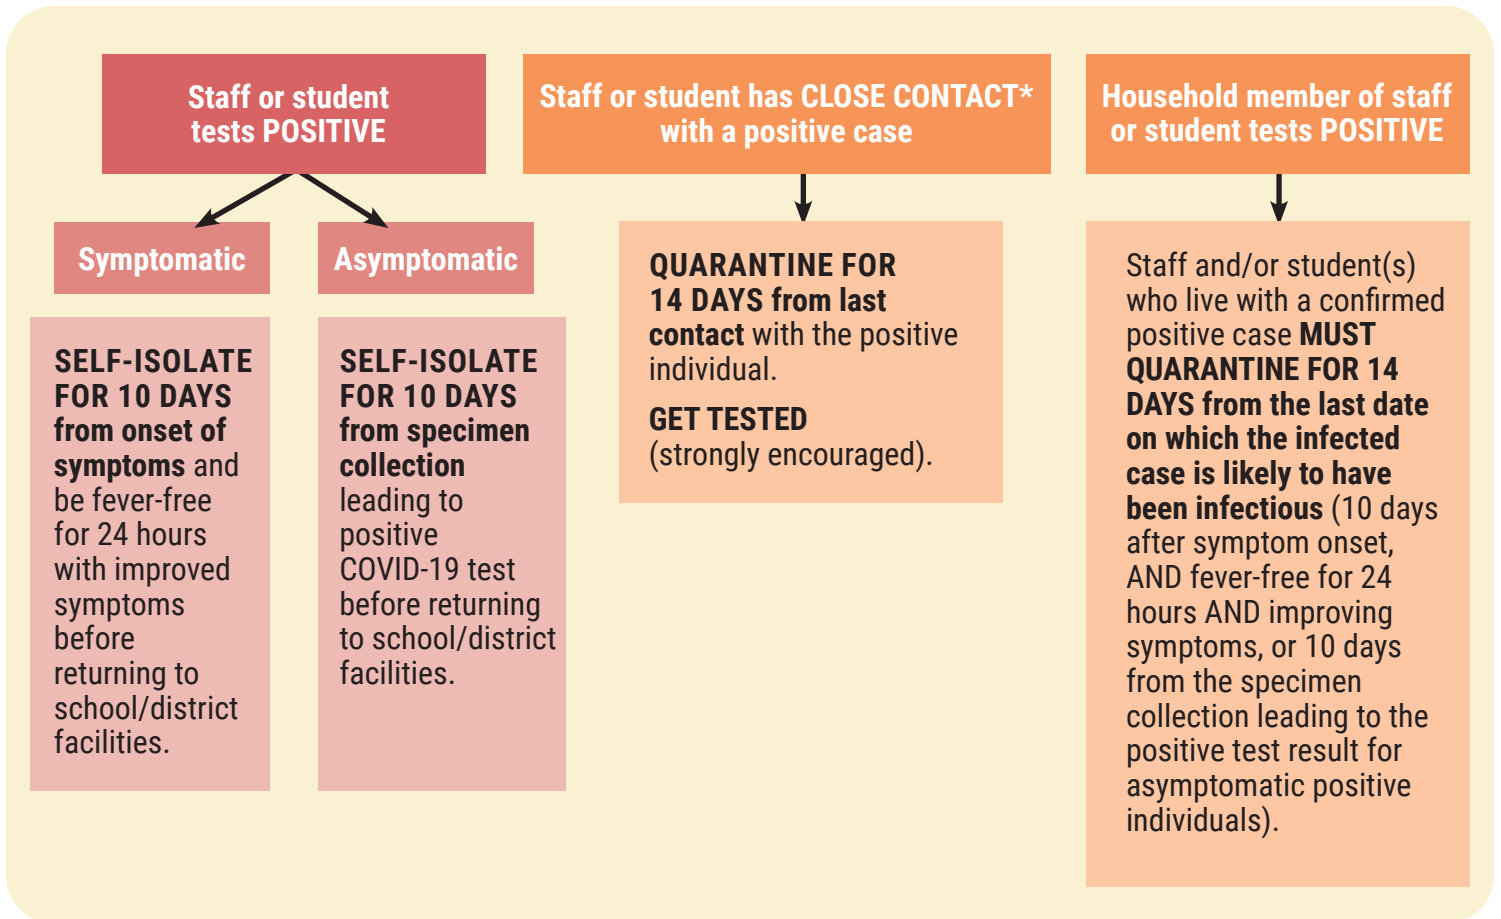 Staff or student
tests POSITIVE
Symptomatic
SELF-ISOLATE
FOR 10 DAYS
from onset of
symptoms and
be fever-free
for 24 hours
with improved
symptoms
before
returning to
school/district
facilities.
Asymptomatic
SELF-ISOLATE
FOR 10 DAYS
from specimen
collection
leading to
positive
COVID-19 test
before returning
to school/district
facilities.
Staff or student has CLOSE CONTACT*
with a positive case
QUARANTINE FOR
14 DAYS from last
contact with the positive
individual.
GET TESTED
(strongly encouraged).
Household member of staff
or student tests POSITIVE
Staff and/or student(s)
who live with a confirmed
positive case MUST
QUARANTINE FOR 14
DAYS from the last date
on which the infected
case is likely to have
been infectious (10 days
after symptom onset,
AND fever-free for 24
hours AND improving
symptoms, or 10 days
from the specimen
collection leading to the
positive test result for
asymptomatic positive
individuals).